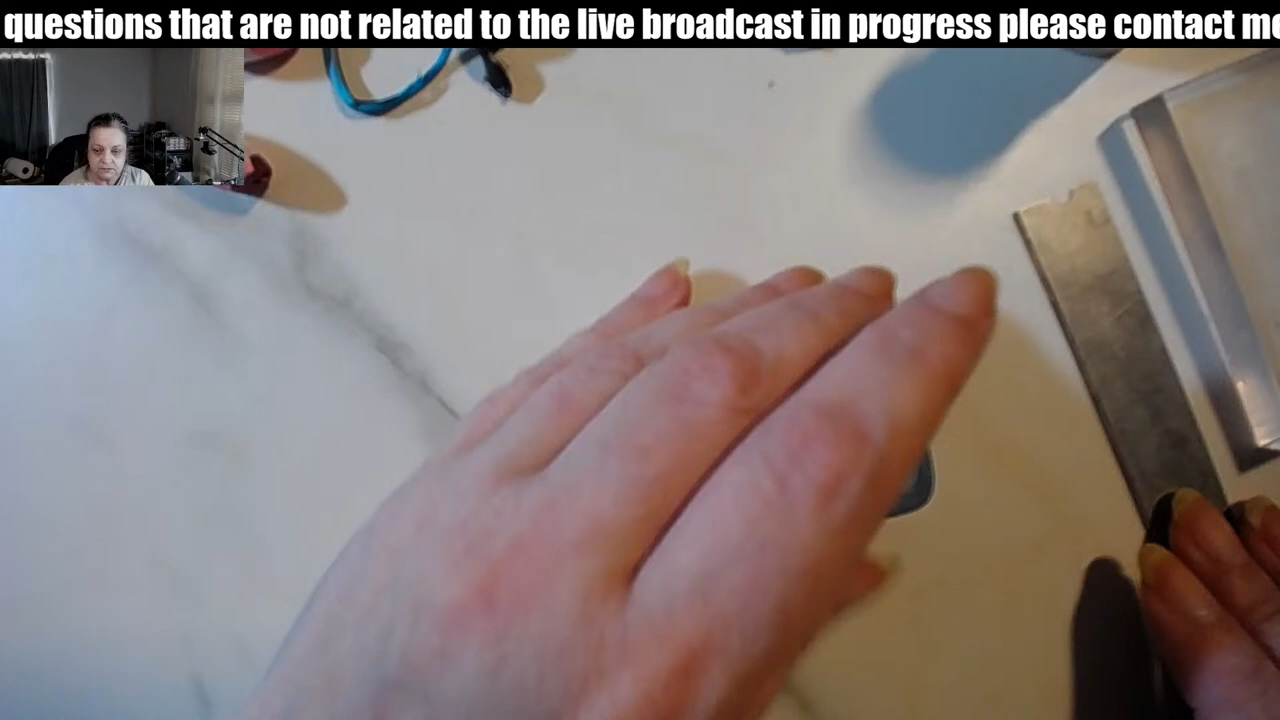 questions that are not related to the live broadcast in progress please contact me